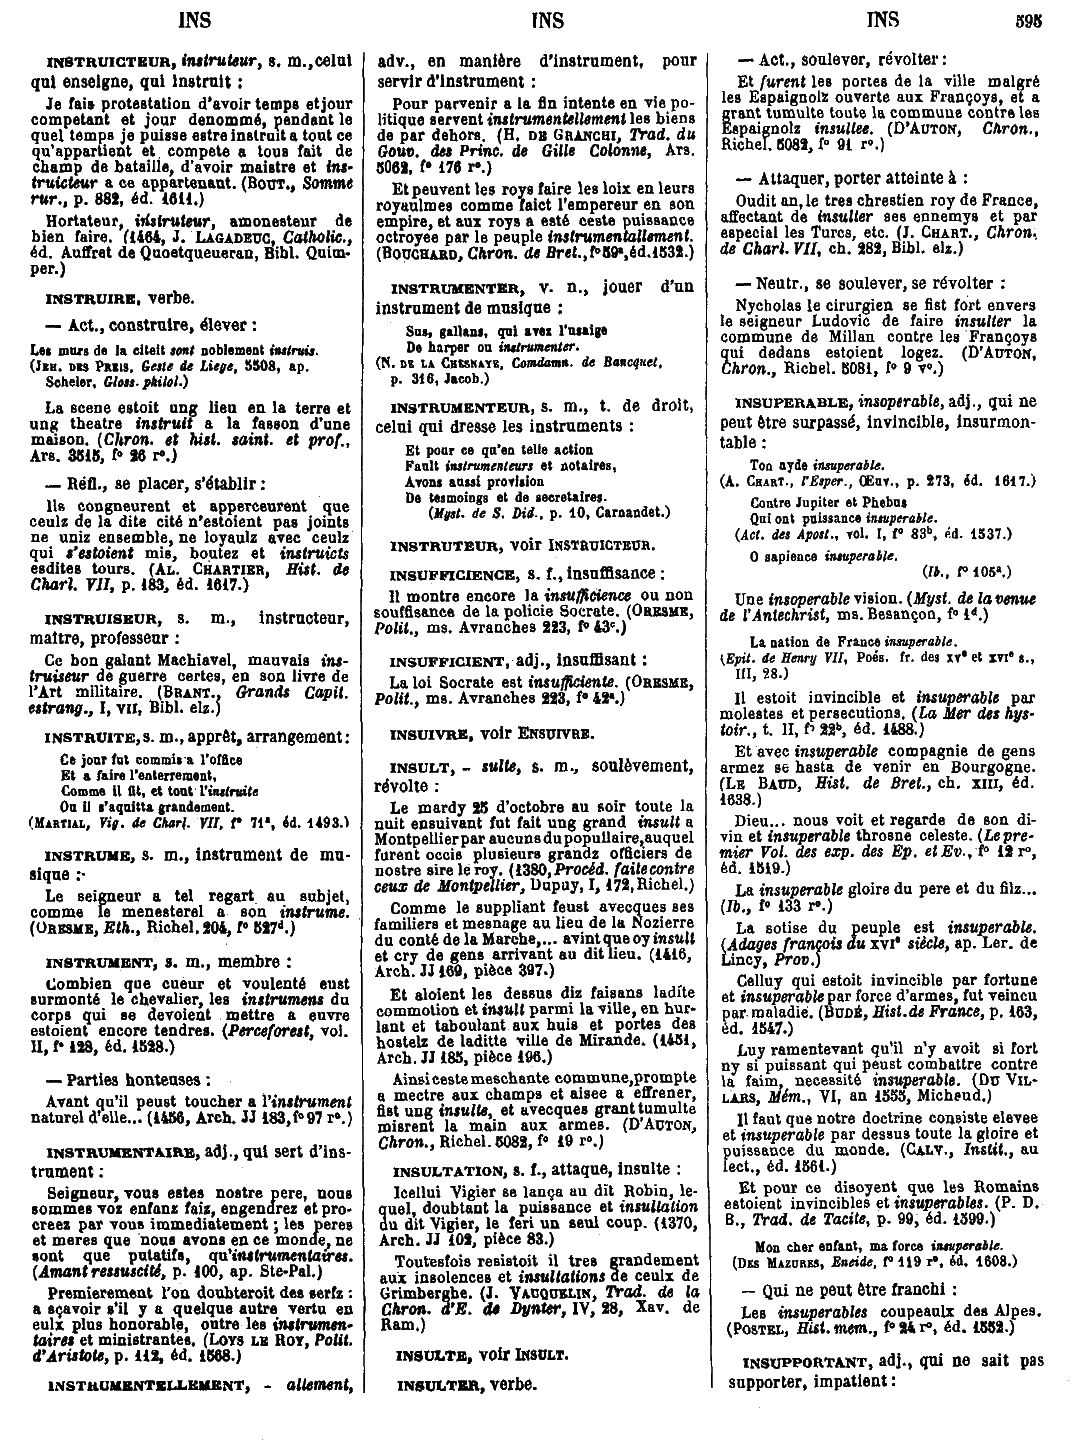 INS
INS
INS
595
INSTRUICTEUR, instruteur, s. m., celui
qui enseigne, qui instruit :
Je fais protestation d'avoir temps et jour
competant et jour denommé, pendant le
quel temps je puisse estre instruit a tout ce
qu'appartient et compete a tous fait de
champ de bataille, d'avoir maistre et ins-
truicteur a ce appartenant. (BOUT., Somme
rur., p. 882, éd. 1611.)
Hortateur, instruteur, amonesteur de
bien faire. (1464, J. LAGADEUC, Catholic.,
éd. Auffret de Quoetqueueran, Bibl. Quim-
per.)
INSTRUIRE, verbe.
— Act., construire, élever :
Les murs de la citeit sont noblement instruis.
(JEH. DES PREIS, Geste de Liege, 5508, ap.
Scheler, Gloss. philol.)
La scene estoit ung lieu en la terre et
ung theatre instruit a la fasson d'une
maison. (Chron. et hist. saint. et prof.,
Ars. 3515, f° 26 r°.)
— Réfl., se placer, s'établir :
Ils congneurent et apperceurent que
ceulz de la dite cité n'estoient pas joints
ne uniz ensemble, ne loyaulz avec ceulz
qui s'estoient mis, boutez et instruicts
esdites tours. (AL. CHARTIER, Hist. de
Charl. VII, p. 183, éd. 1617.)
INSTRUISEUR, s. m., instructeur,
maître, professeur :
Ce bon galant Machiavel, mauvais ins-
truiseur de guerre certes, en son livre de
l'Art militaire. (BRANT., Grands Capit.
estrang., I, VII, Bibl. elz.)
INSTRUITE, s. m., apprêt, arrangement :
Ce jour fut commis a l'office
Et a faire l'enterrement,
Comme il fit, et tout l'instruite
Ou il s'aquitta grandement.
(MARTIAL, Vig. de Charl. VII, f° 71ᵃ, éd. 1493.)
INSTRUME, s. m., instrument de mu-
sique :
Le seigneur a tel regart au subjet,
comme le menesterel a son instrume.
(ORESME, Eth., Richel. 204, f° 527ᵈ.)
INSTRUMENT, s. m., membre :
Combien que cueur et voulenté eust
surmonté le chevalier, les instrumens du
corps qui se devoient mettre a euvre
estoient encore tendres. (Perceforest, vol.
II, f° 128, éd. 1528.)
— Parties honteuses :
Avant qu'il peust toucher a l'instrument
naturel d'elle... (1456, Arch. JJ 183, f° 97 r°.)
INSTRUMENTAIRE, adj., qui sert d'ins-
trument :
Seigneur, vous estes nostre pere, nous
sommes voz enfanz faiz, engendrez et pro-
creez par vous immediatement ; les peres
et meres que nous avons en ce monde, ne
sont que putatifs, qu'instrumentaires.
(Amant ressuscité, p. 100, ap. Ste-Pal.)
Premierement l'on doubteroit des serfz :
a sçavoir s'il y a quelque autre vertu en
eulx plus honorable, outre les instrumen-
taires et ministrantes. (LOYS LE ROY, Polit.
d'Aristote, p. 112, éd. 1568.)
INSTRUMENTELLEMENT, - allement,
adv., en manière d'instrument, pour
servir d'instrument :
Pour parvenir a la fin intente en vie po-
litique servent instrumentellement les biens
de par dehors. (H. DE GRANCHI, Trad. du
Gouv. des Princ. de Gille Colonne, Ars.
5062, f° 176 r°.)
Et peuvent les roys faire les loix en leurs
royaulmes comme faict l'empereur en son
empire, et aux roys a esté ceste puissance
octroyee par le peuple instrumentallement.
(BOUCHARD, Chron. de Bret., f° 59ᵃ, éd. 1532.)
INSTRUMENTER, v. n., jouer d'un
instrument de musique :
Sus, gallans, qui avez l'usaige
De harper ou instrumenter.
(N. DE LA CHESNAYE, Comdamn. de Bancquet,
p. 316, Jacob.)
INSTRUMENTEUR, s. m., t. de droit,
celui qui dresse les instruments :
Et pour ce qu'en telle action
Fault instrumenteurs et notaires,
Avons aussi provision
De tesmoings et de secretaires.
(Myst. de S. Did., p. 10, Carnandet.)
INSTRUTEUR, voir INSTRUICTEUR.
INSUFFICIENCE, s. f., insuffisance :
Il montre encore la insufficience ou non
souffisance de la policie Socrate. (ORESME,
Polit., ms. Avranches 223, f° 43ᶜ.)
INSUFFICIENT, adj., insuffisant :
La loi Socrate est insufficiente. (ORESME,
Polit., ms. Avranches 223, f° 42ᵃ.)
INSUIVRE, voir ENSUIVRE.
INSULT, - sulte, s. m., soulèvement,
révolte :
Le mardy 25 d'octobre au soir toute la
nuit ensuivant fut fait ung grand insult a
Montpellier par aucuns du popullaire, auquel
furent occis plusieurs grandz officiers de
nostre sire le roy. (1380, Procéd. faite contre
ceux de Montpellier, Dupuy, I, 172, Richel.)
Comme le suppliant feust avecques ses
familiers et mesnage au lieu de la Nozierre
du conté de la Marche,... avint que oy insult
et cry de gens arrivant au dit lieu. (1416,
Arch. JJ 169, pièce 397.)
Et aloient les dessus diz faisans ladite
commotion et insult parmi la ville, en hur-
lant et taboulant aux huis et portes des
hostelz de laditte ville de Mirande. (1451,
Arch. JJ 185, pièce 196.)
Ainsi ceste meschante commune, prompte
a mectre aux champs et aisee a effrener,
fist ung insulte, et avecques grant tumulte
misrent la main aux armes. (D'AUTON,
Chron., Richel. 5082, f° 19 r°.)
INSULTATION, s. f., attaque, insulte :
Icellui Vigier se lança au dit Robin, le-
quel, doubtant la puissance et insultation
du dit Vigier, le feri un seul coup. (1370,
Arch. JJ 102, pièce 83.)
Toutesfois resistoit il tres grandement
aux insolences et insultations de ceulx de
Grimberghe. (J. VAUQUELIN, Trad. de la
Chron. d'E. de Dynter, IV, 28, Xav. de
Ram.)
INSULTE, voir INSULT.
INSULTER, verbe.
— Act., soulever, révolter :
Et furent les portes de la ville malgré
les Espaignolz ouverte aux Françoys, et a
grant tumulte toute la commune contre les
Espaignolz insultee. (D'AUTON, Chron.,
Richel. 5082, f° 91 r°.)
— Attaquer, porter atteinte à :
Oudit an, le tres chrestien roy de France,
affectant de insulter ses ennemys et par
especial les Turcs, etc. (J. CHART., Chron.
de Charl. VII, ch. 282, Bibl. elz.)
— Neutr., se soulever, se révolter :
Nycholas le cirurgien se fist fort envers
le seigneur Ludovic de faire insulter la
commune de Millan contre les Françoys
qui dedans estoient logez. (D'AUTON,
Chron., Richel. 5081, f° 9 v°.)
INSUPERABLE, insoperable, adj., qui ne
peut être surpassé, invincible, insurmon-
table :
Ton ayde insuperable.
(A. CHART., l'Esper., Œuv., p. 273, éd. 1617.)
Contre Jupiter et Phebus
Qui ont puissance insuperable.
(Act. des Apost., vol. I, f° 83ᵇ, éd. 1537.)
O sapience insuperable.
(Ib., f° 105ᵃ.)
Une insoperable vision. (Myst. de la venue
de l'Antechrist, ms. Besançon, f° 1ᵈ.)
La nation de France insuperable.
(Epit. de Henry VII, Poés. fr. des XVᵉ et XVIᵉ s.,
III, 28.)
Il estoit invincible et insuperable par
molestes et persecutions. (La Mer des hys-
toir., t. II, f° 22ᵇ, éd. 1488.)
Et avec insuperable compagnie de gens
armez se hasta de venir en Bourgogne.
(LE BAUD, Hist. de Bret., ch. XIII, éd.
1638.)
Dieu... nous voit et regarde de son di-
vin et insuperable throsne celeste. (Le pre-
mier Vol. des exp. des Ep. et Ev., f° 12 r°,
éd. 1519.)
La insuperable gloire du pere et du filz...
(Ib., f° 133 r°.)
La sotise du peuple est insuperable.
(Adages françois du XVIᵉ siècle, ap. Ler. de
Lincy, Prov.)
Celluy qui estoit invincible par fortune
et insuperable par force d'armes, fut veincu
par maladie. (BUDÉ, Hist. de France, p. 163,
éd. 1547.)
Luy ramentevant qu'il n'y avoit si fort
ny si puissant qui peust combattre contre
la faim, necessité insuperable. (DU VIL-
LARS, Mém., VI, an 1555, Michaud.)
Il faut que notre doctrine consiste elevee
et insuperable par dessus toute la gloire et
puissance du monde. (CALV., Instit., au
lect., éd. 1561.)
Et pour ce disoyent que les Romains
estoient invincibles et insuperables. (P. D.
B., Trad. de Tacite, p. 99, éd. 1599.)
Mon cher enfant, ma force insuperable.
(DES MAZURES, Eneide, f° 119 r°, éd. 1608.)
— Qui ne peut être franchi :
Les insuperables coupeaulx des Alpes.
(POSTEL, Hist. mem., f° 24 r°, éd. 1552.)
INSUPPORTANT, adj., qui ne sait pas
supporter, impatient :